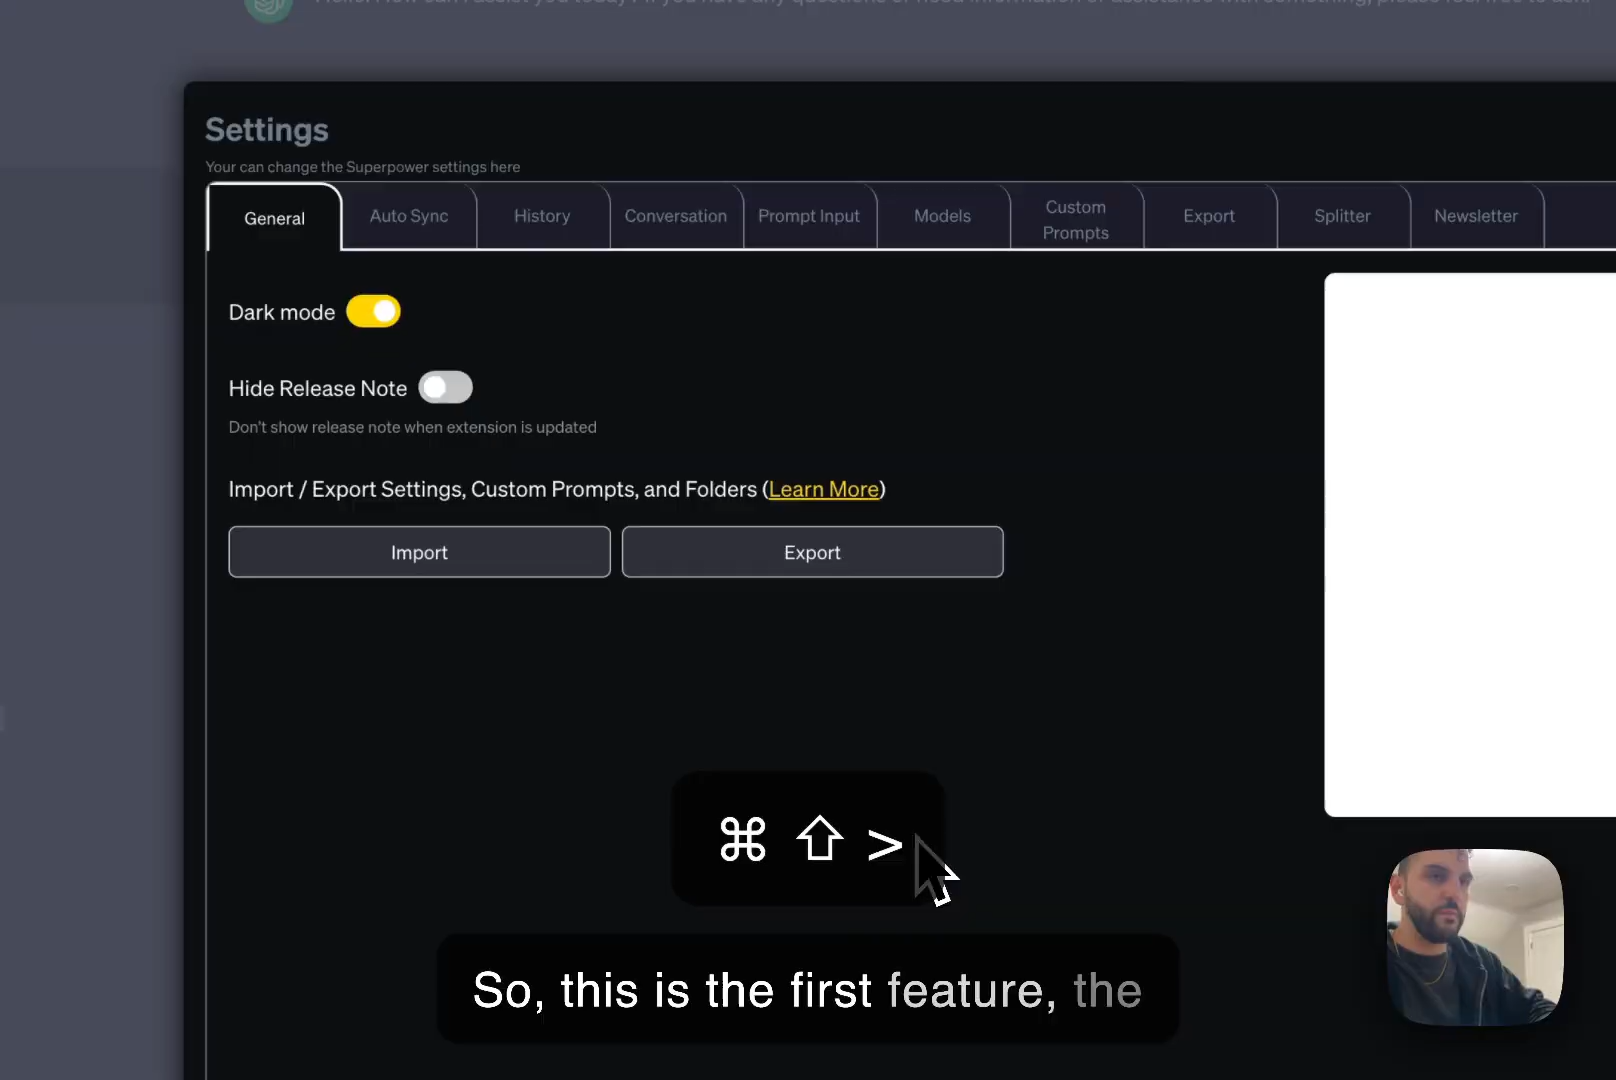 Settings
Your can change the Superpower settings here
General
Auto Sync
History
Conversation
Prompt Input
Models
Custom
Prompts
Export
Splitter
Newsletter
Dark mode
Hide Release Note
Don't show release note when extension is updated
Import / Export Settings, Custom Prompts, and Folders (Learn More)
Import
Export
⌘ ⇧ >
So, this is the first feature, the